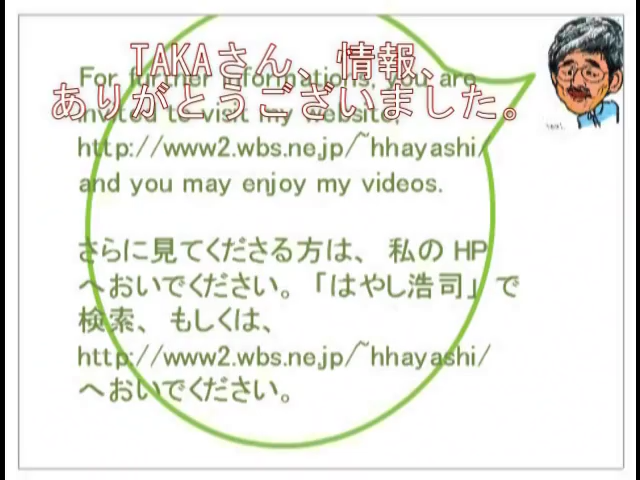 TAKAさん、情報、
ありがとうございました。
For further informations, you are
invited to visit my website,
http://www2.wbs.ne.jp/~hhayashi/
and you may enjoy my videos.
さらに見てくださる方は、 私の HP
へおいでください。「はやし浩司」 で
検索、 もしくは、
http://www2.wbs.ne.jp/~hhayashi/
へおいでください。